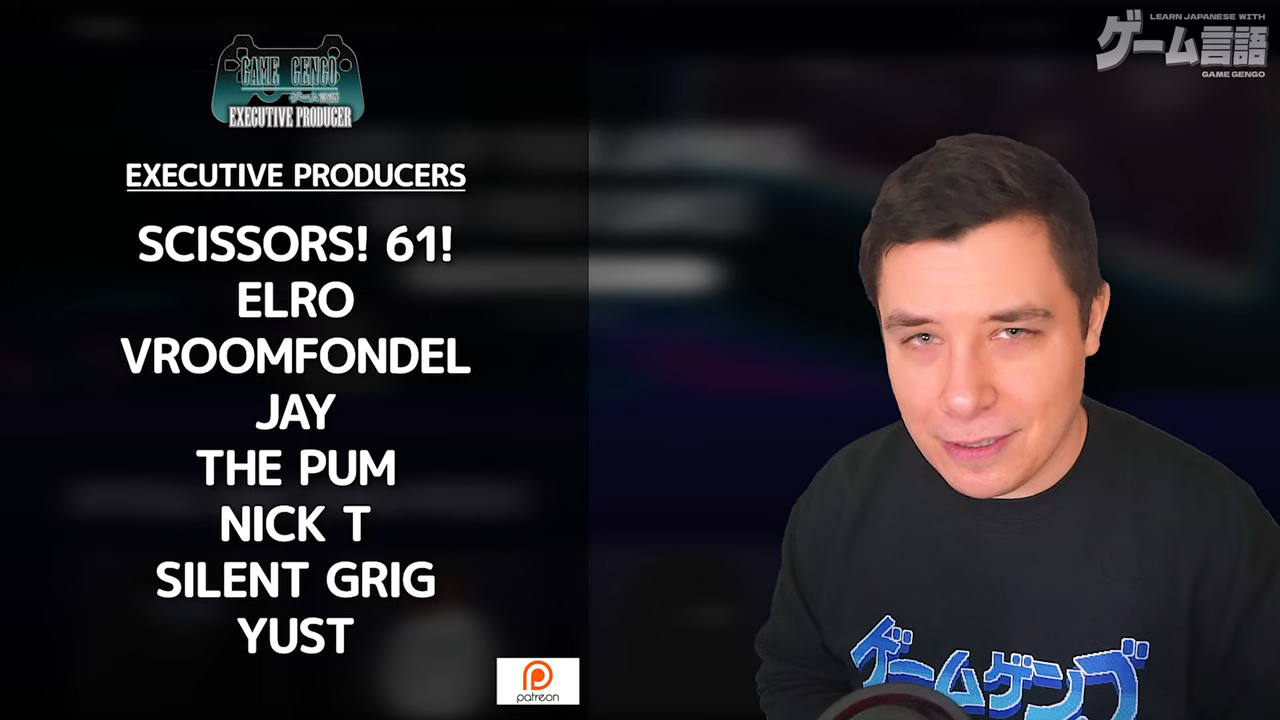 GAME GENGO
ゲーム言語
EXECUTIVE PRODUCER
EXECUTIVE PRODUCERS
SCISSORS! 61!
ELRO
VROOMFONDEL
JAY
THE PUM
NICK T
SILENT GRIG
YUST
patreon
LEARN JAPANESE WITH
ゲーム言語
GAME GENGO
ゲームゲンゴ